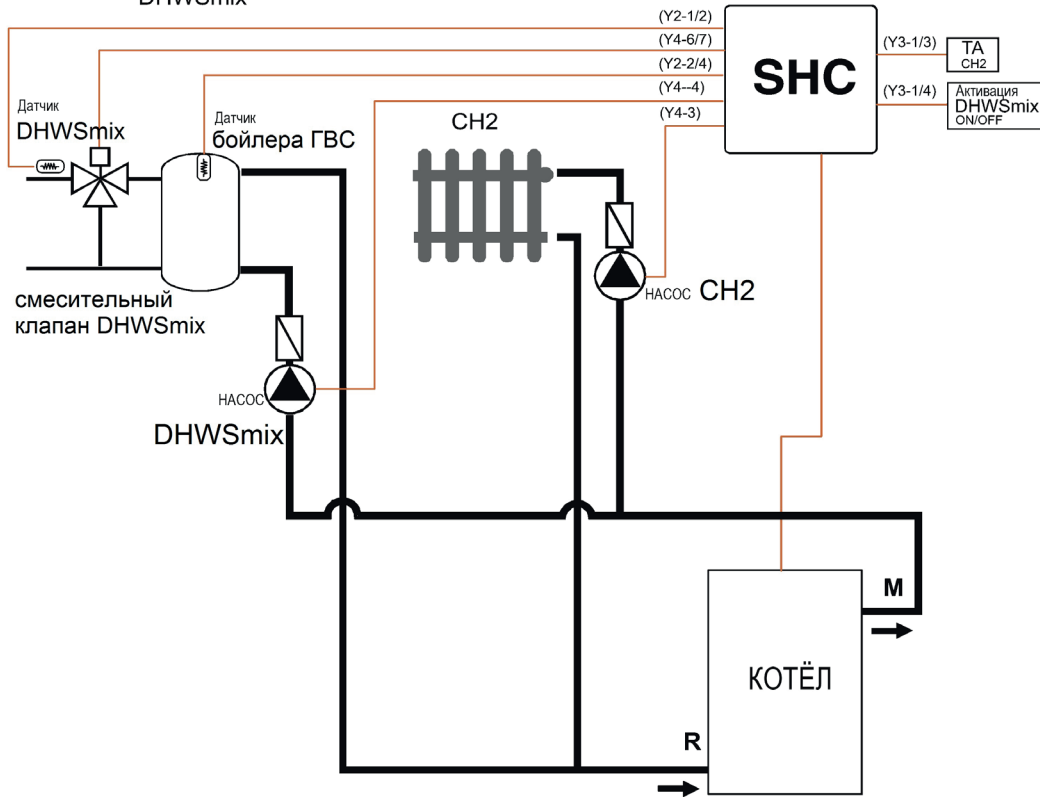 DHWSmix
(Y2-1/2)
(Y4-6/7)
(Y2-2/4)
(Y4--4)
(Y4-3)
SHC
(Y3-1/3)
TA
CH2
(Y3-1/4)
Активация
DHWSmix
ON/OFF
Датчик
DHWSmix
Датчик
бойлера ГВС
CH2
смесительный
клапан DHWSmix
НАСОС CH2
НАСОС
DHWSmix
M
КОТЁЛ
R